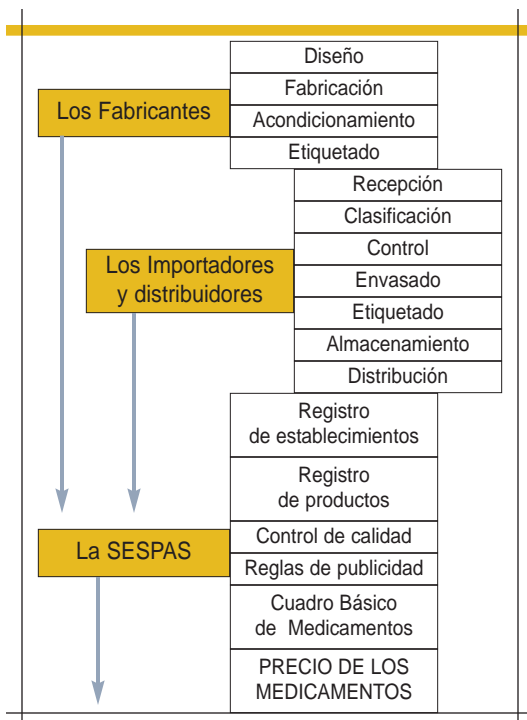 Los Fabricantes
Diseño
Fabricación
Acondicionamiento
Etiquetado
Los Importadores
y distribuidores
Recepción
Clasificación
Control
Envasado
Etiquetado
Almacenamiento
Distribución
La SESPAS
Registro
de establecimientos
Registro
de productos
Control de calidad
Reglas de publicidad
Cuadro Básico
de Medicamentos
PRECIO DE LOS
MEDICAMENTOS